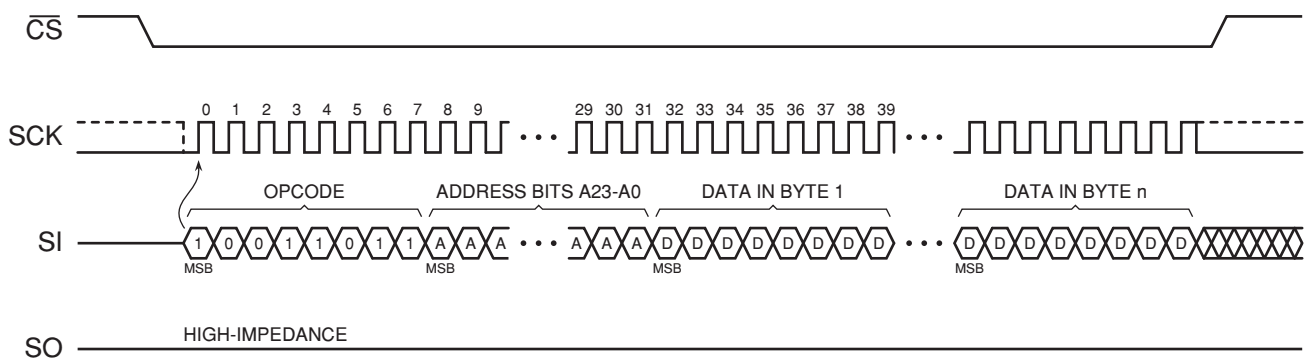 CS
0 1 2 3 4 5 6 7 8 9 29 30 31 32 33 34 35 36 37 38 39
SCK
OPCODE ADDRESS BITS A23-A0 DATA IN BYTE 1 DATA IN BYTE n
SI 1 0 0 1 1 0 1 1 A A A A A A D D D D D D D D D D D D D D D D
MSB MSB MSB MSB
HIGH-IMPEDANCE
SO